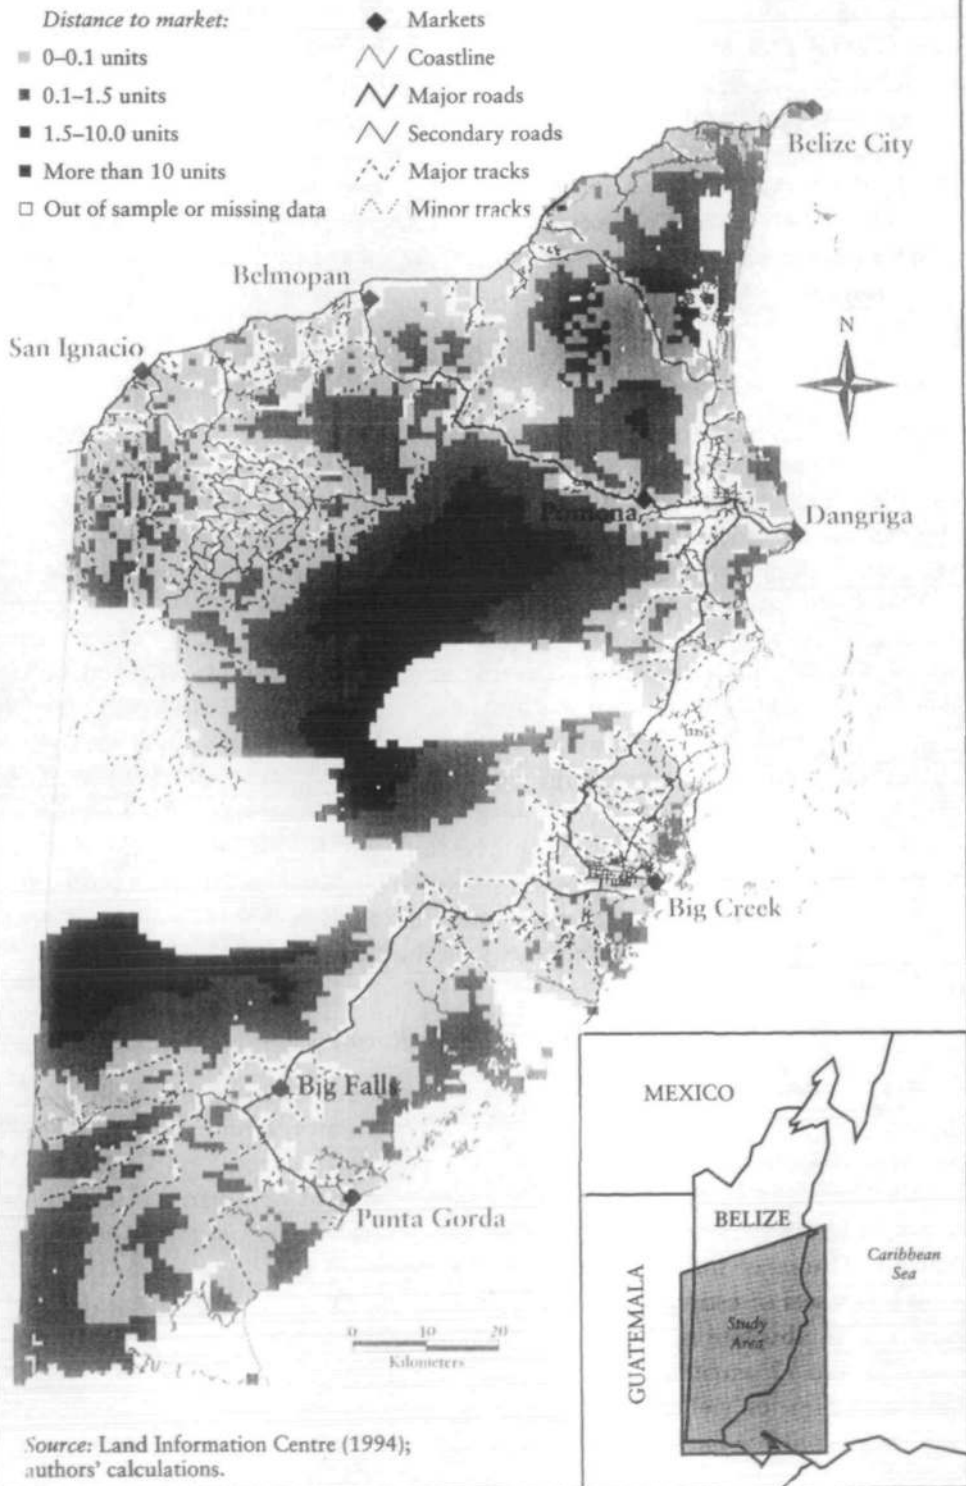 Distance to market:
0–0.1 units
0.1–1.5 units
1.5–10.0 units
More than 10 units
Out of sample or missing data
Markets
Coastline
Major roads
Secondary roads
Major tracks
Minor tracks
Belize City
Belmopan
San Ignacio
N
Pomona
Dangriga
Big Creek
Big Falls
Punta Gorda
0 10 20
Kilometers
MEXICO
BELIZE
Caribbean
Sea
GUATEMALA
Study
Area
Source: Land Information Centre (1994);
authors' calculations.